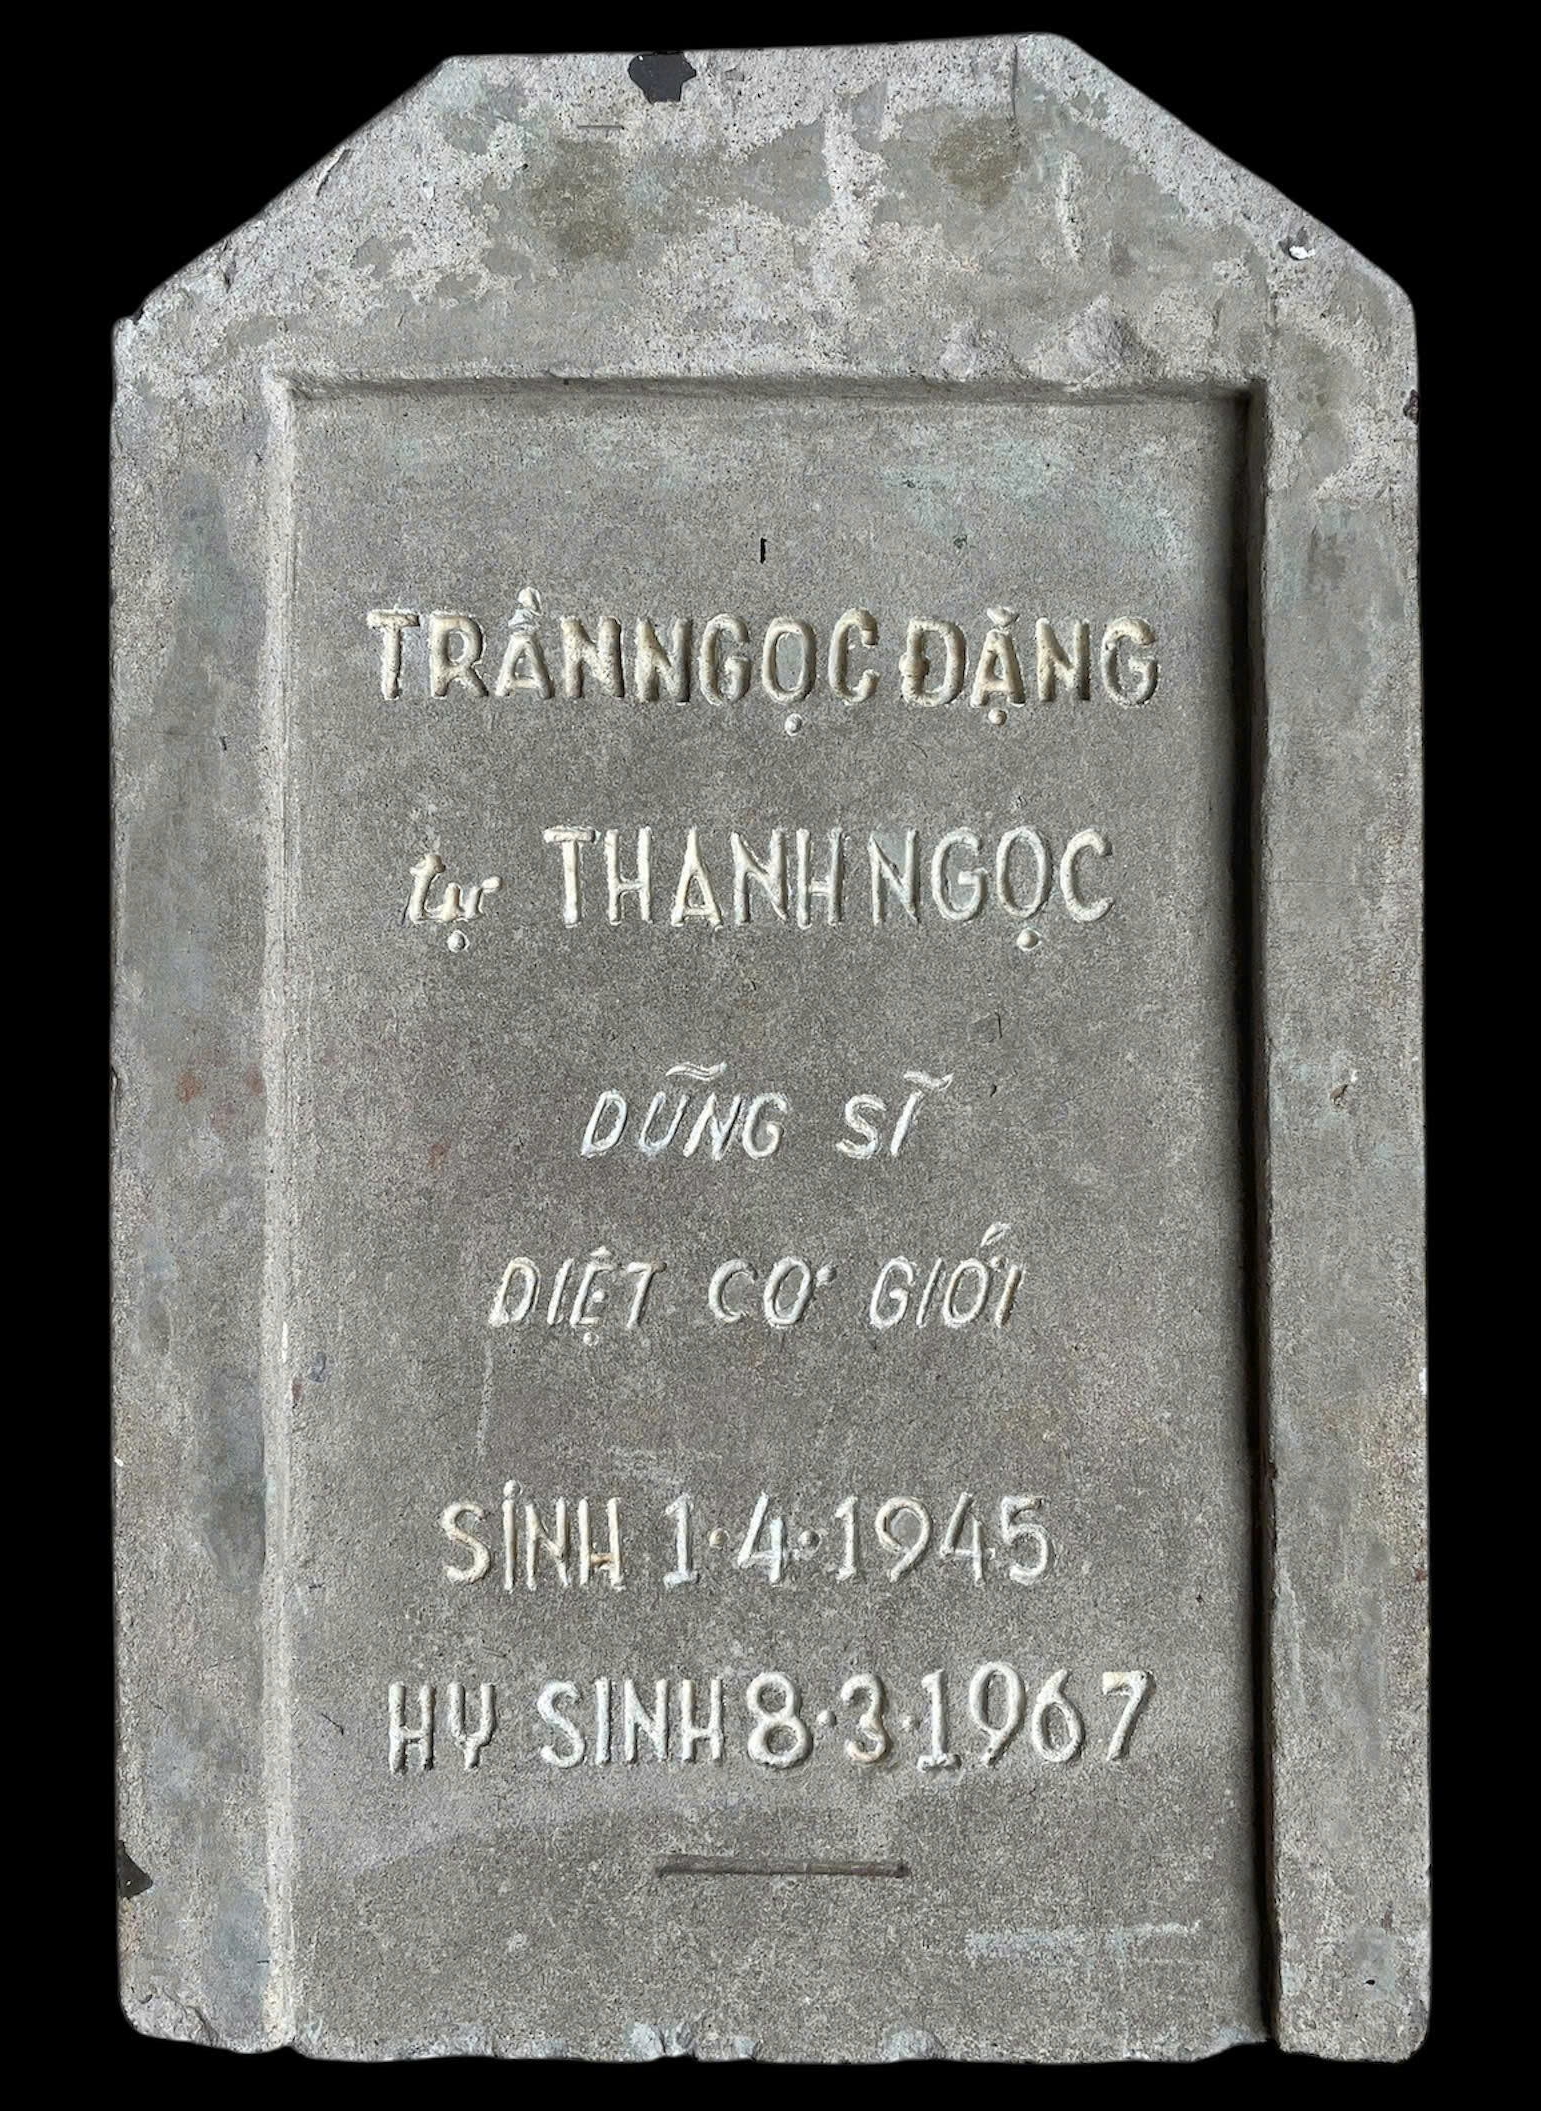 TRẦN NGỌC ĐẶNG
tự THANH NGỌC
DŨNG SĨ
DIỆT CƠ GIỚI
SINH 1·4·1945
HY SINH 8·3·1967